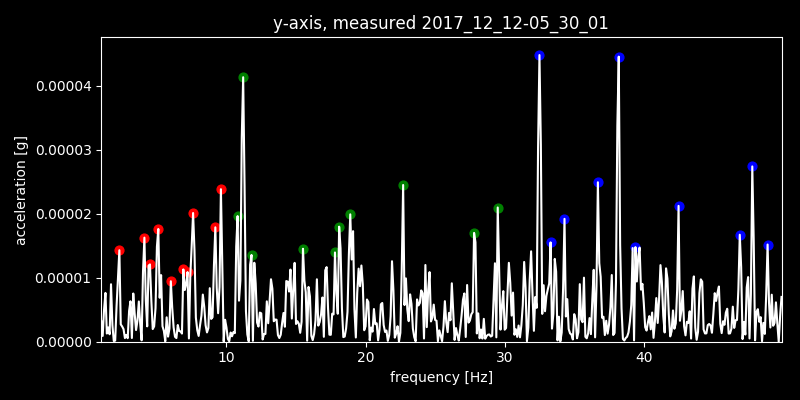 y-axis, measured 2017_12_12-05_30_01
acceleration [g]
0.00004
0.00003
0.00002
0.00001
0.00000
10 20 30 40
frequency [Hz]